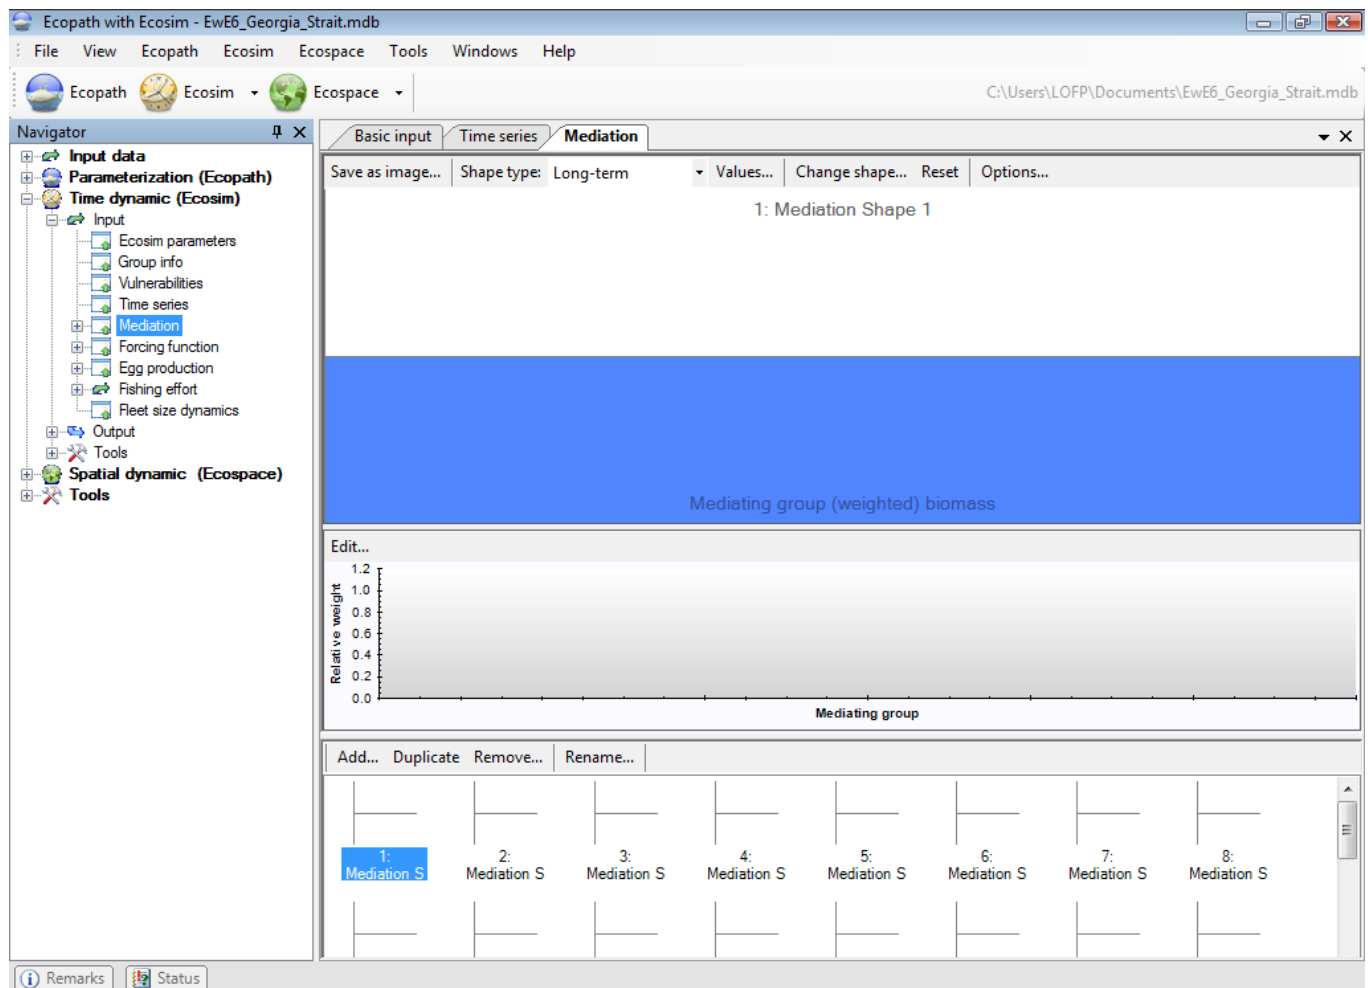 Ecopath with Ecosim - EwE6_Georgia_Strait.mdb
File View Ecopath Ecosim Ecospace Tools Windows Help
Ecopath Ecosim Ecospace C:\Users\LOFP\Documents\EwE6_Georgia_Strait.mdb
Navigator
Input data
Parameterization (Ecopath)
Time dynamic (Ecosim)
Input
Ecosim parameters
Group info
Vulnerabilities
Time series
Mediation
Forcing function
Egg production
Fishing effort
Fleet size dynamics
Output
Tools
Spatial dynamic (Ecospace)
Tools
Basic input Time series Mediation
Save as image... Shape type: Long-term Values... Change shape... Reset Options...
1: Mediation Shape 1
Mediating group (weighted) biomass
Edit...
Relative weight
1.2
1.0
0.8
0.6
0.4
0.2
0.0
Mediating group
Add... Duplicate Remove... Rename...
1: 2: 3: 4: 5: 6: 7: 8:
Mediation S Mediation S Mediation S Mediation S Mediation S Mediation S Mediation S Mediation S
Remarks Status